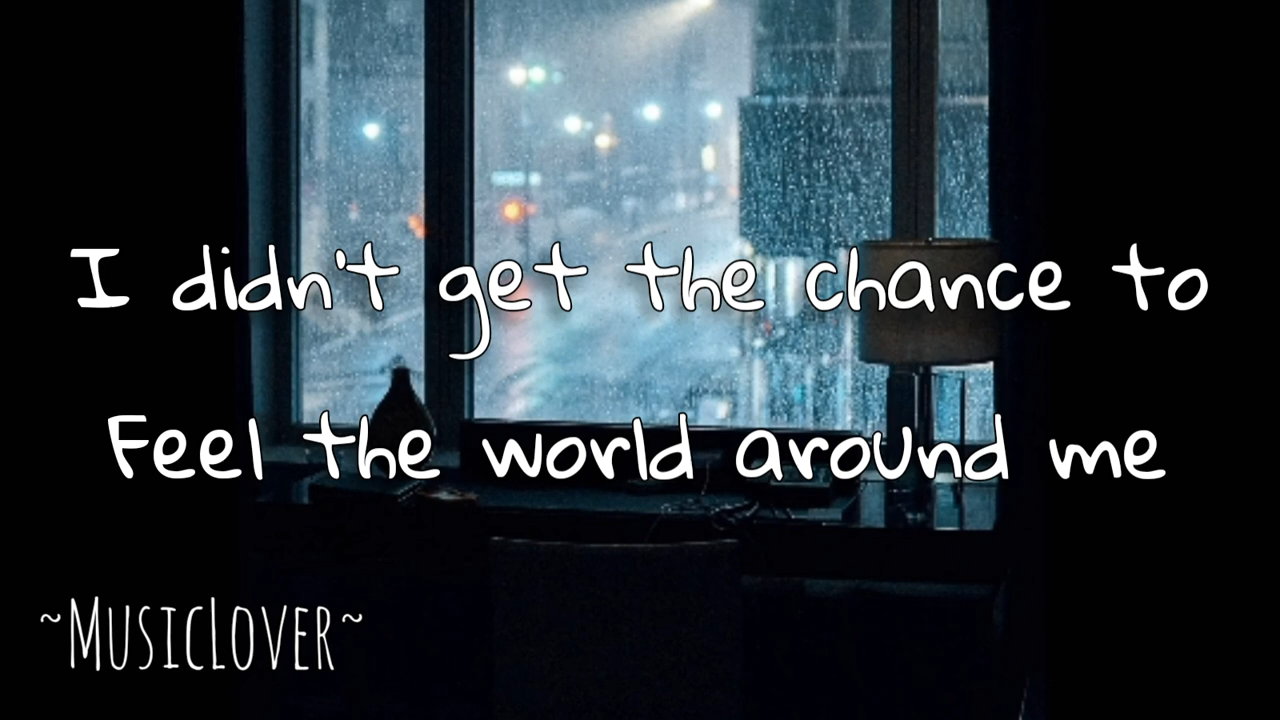 I didn't get the chance to
Feel the world around me
~MusicLover~